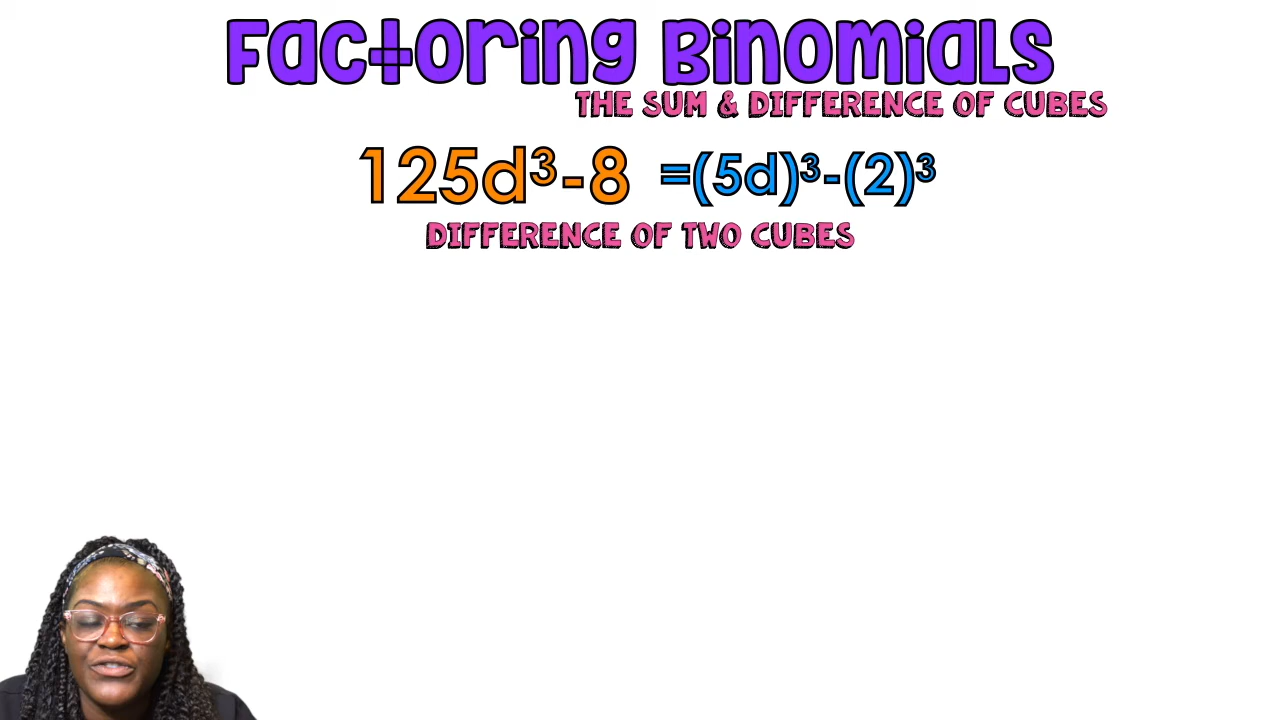 Factoring Binomials
THE SUM & DIFFERENCE OF CUBES
125d³-8 =(5d)³-(2)³
DIFFERENCE OF TWO CUBES